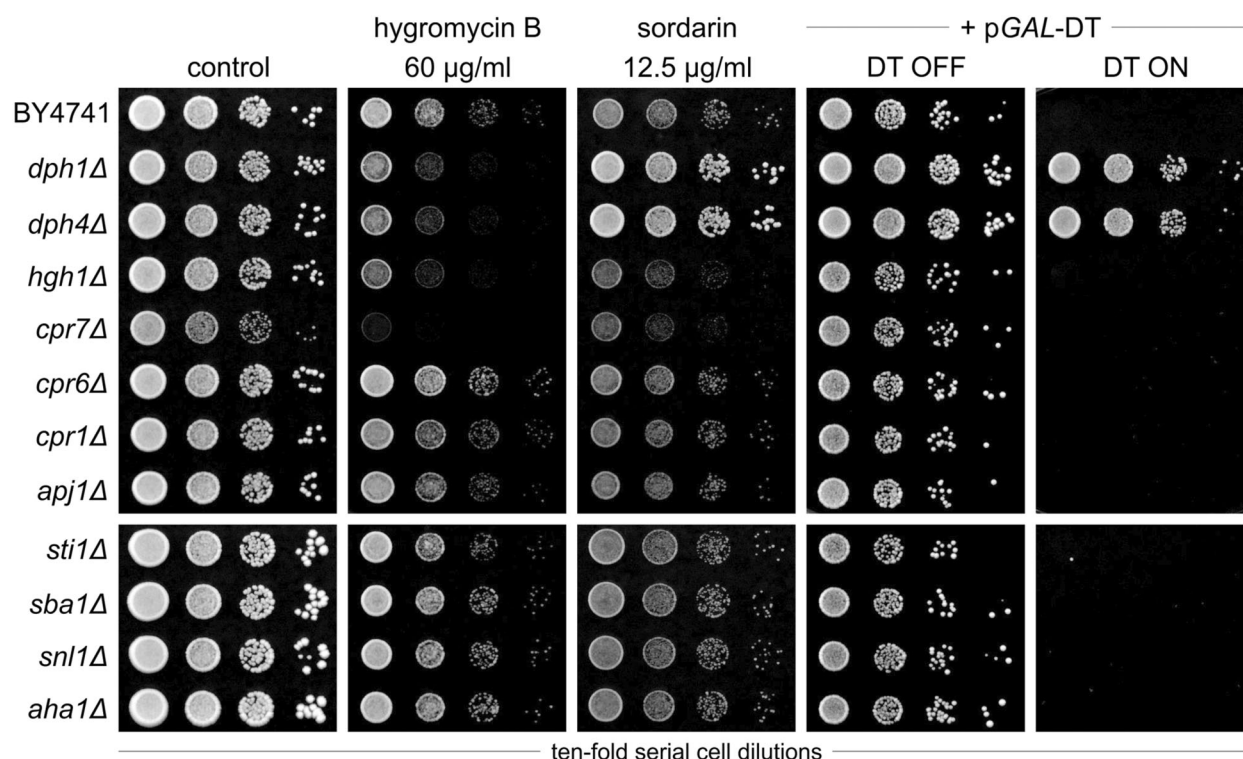 hygromycin B sordarin + pGAL-DT
control 60 µg/ml 12.5 µg/ml DT OFF DT ON
BY4741
dph1Δ
dph4Δ
hgh1Δ
cpr7Δ
cpr6Δ
cpr1Δ
apj1Δ
sti1Δ
sba1Δ
snl1Δ
aha1Δ
ten-fold serial cell dilutions